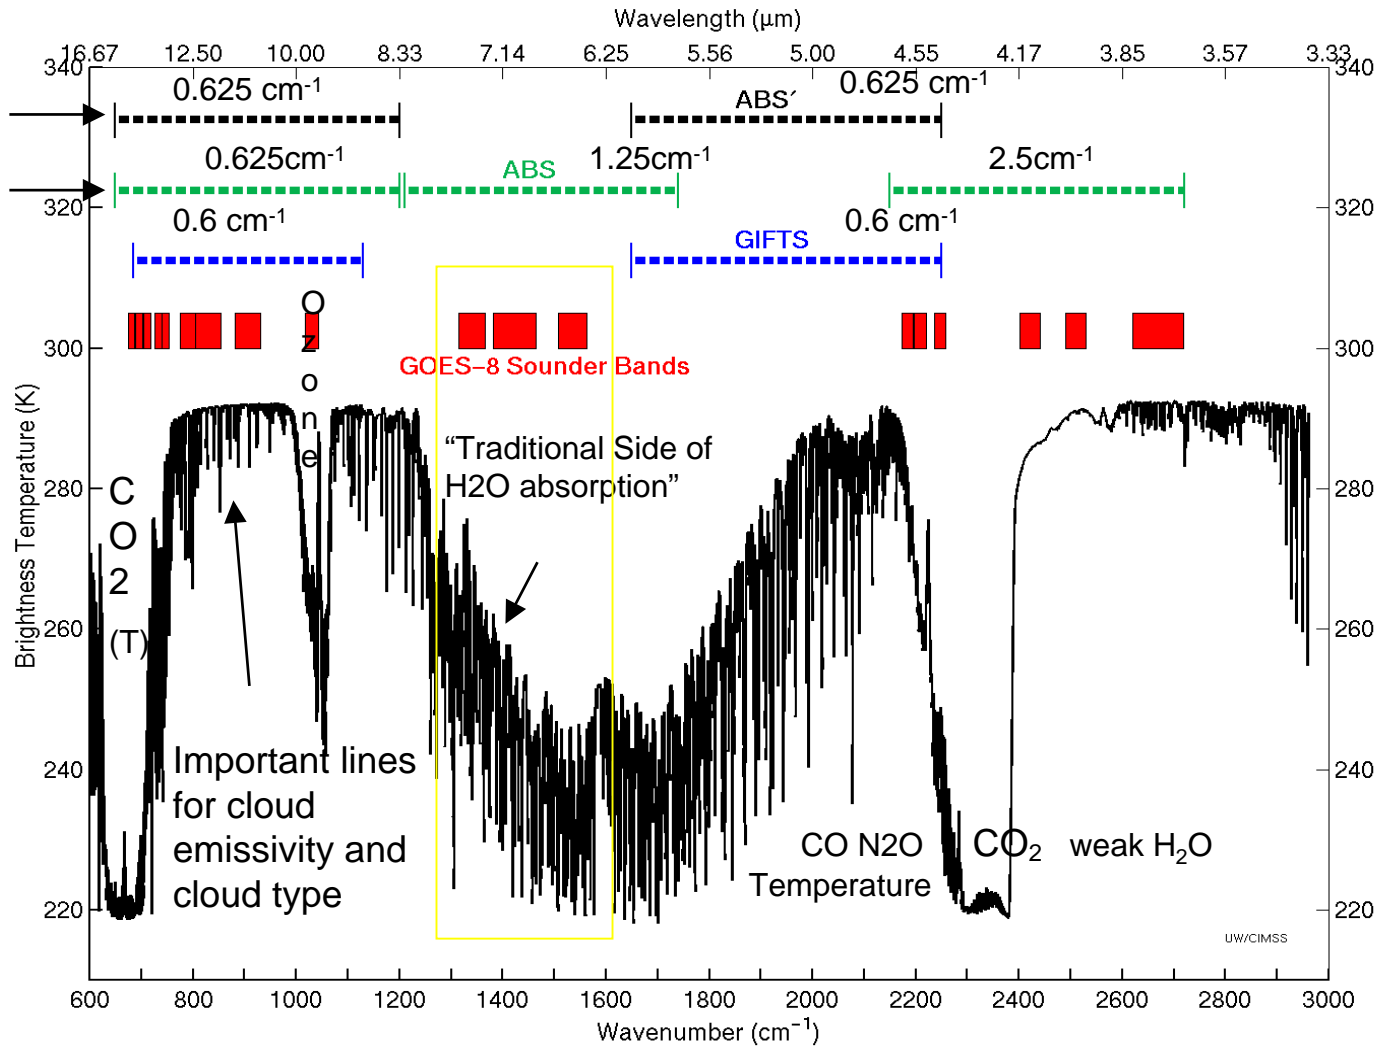 Wavelength (μm)
16.67 12.50 10.00 8.33 7.14 6.25 5.56 5.00 4.55 4.17 3.85 3.57 3.33
340 340
0.625 cm⁻¹ ABS′ 0.625 cm⁻¹
0.625cm⁻¹ ABS 1.25cm⁻¹ 2.5cm⁻¹
320 320
0.6 cm⁻¹ GIFTS 0.6 cm⁻¹
O
z
o
n
e
300 300
GOES–8 Sounder Bands
Brightness Temperature (K)
“Traditional Side of
H2O absorption”
280 280
C
O
2
(T)
260 260
240 240
Important lines
for cloud
emissivity and
cloud type
CO N2O
Temperature
CO₂ weak H₂O
220 220
UW/CIMSS
600 800 1000 1200 1400 1600 1800 2000 2200 2400 2600 2800 3000
Wavenumber (cm⁻¹)